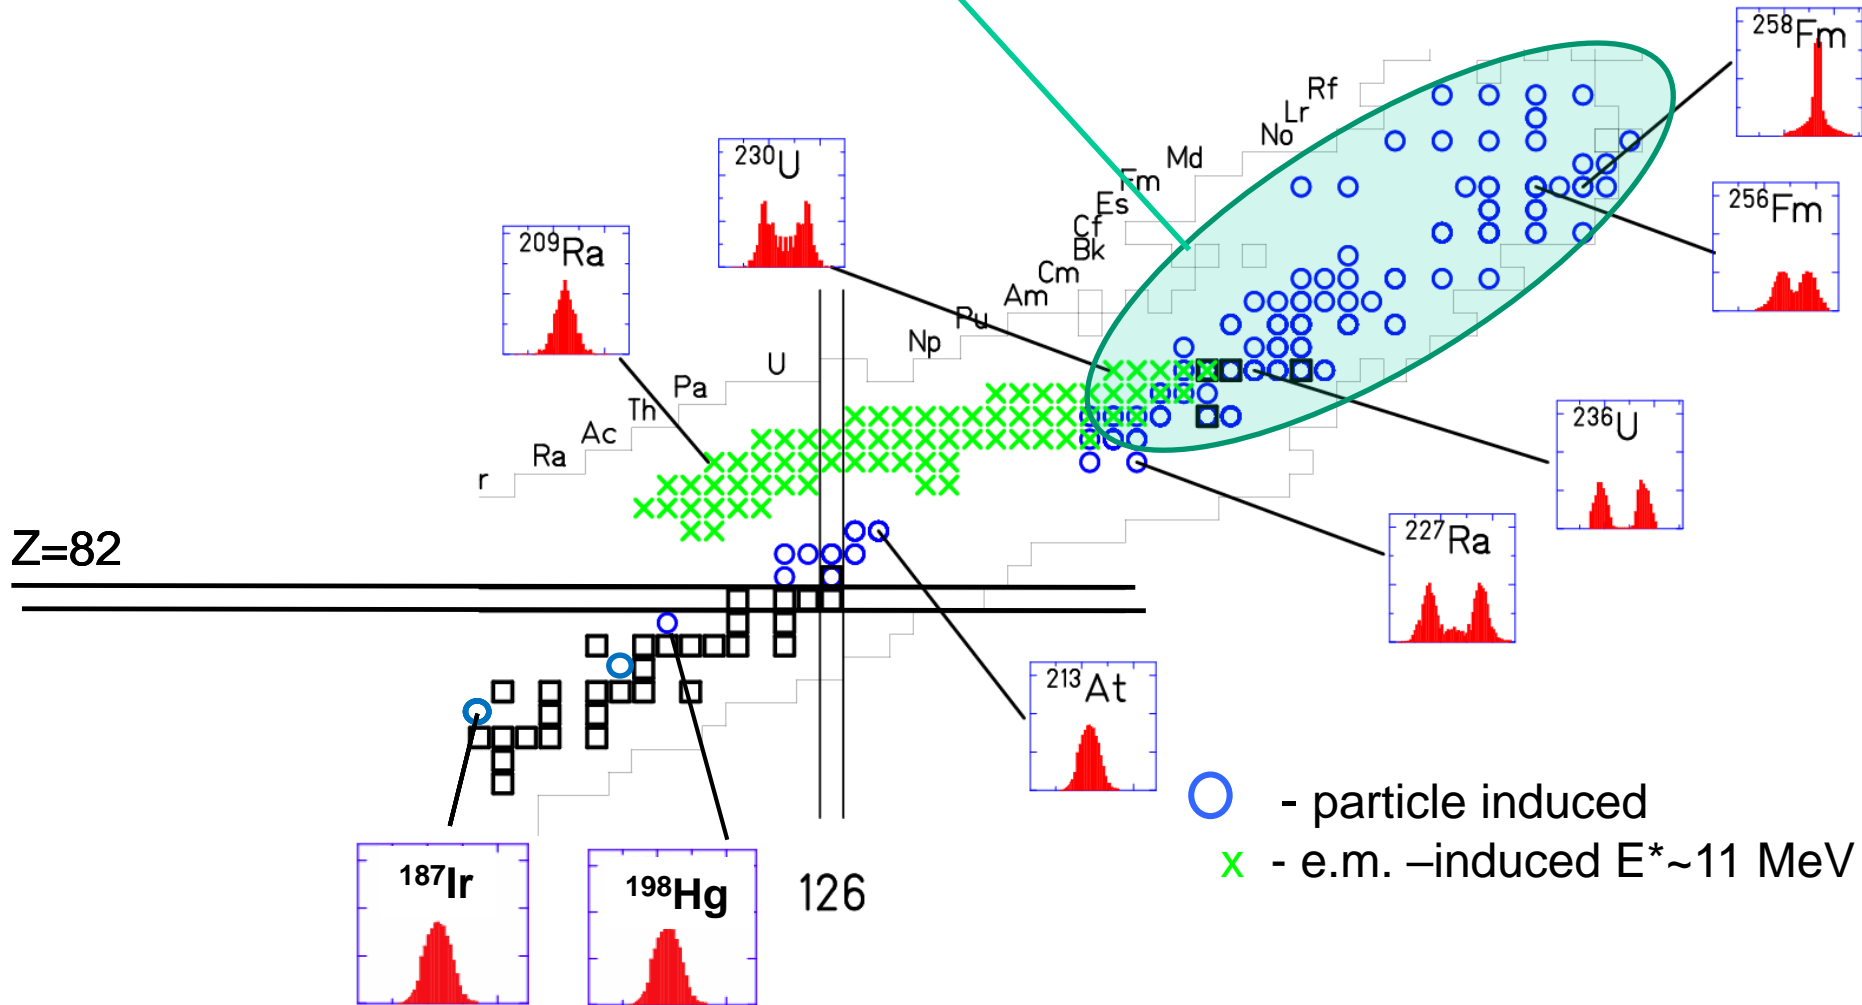 258Fm
Rf
Lr
No
230U
Md
Fm
256Fm
Es
Cf
209Ra
Bk
Cm
Am
Pu
Np
U
Pa
Th
236U
Ac
Ra
r
227Ra
Z=82
213At
- particle induced
x - e.m. –induced E*~11 MeV
187Ir
198Hg
126